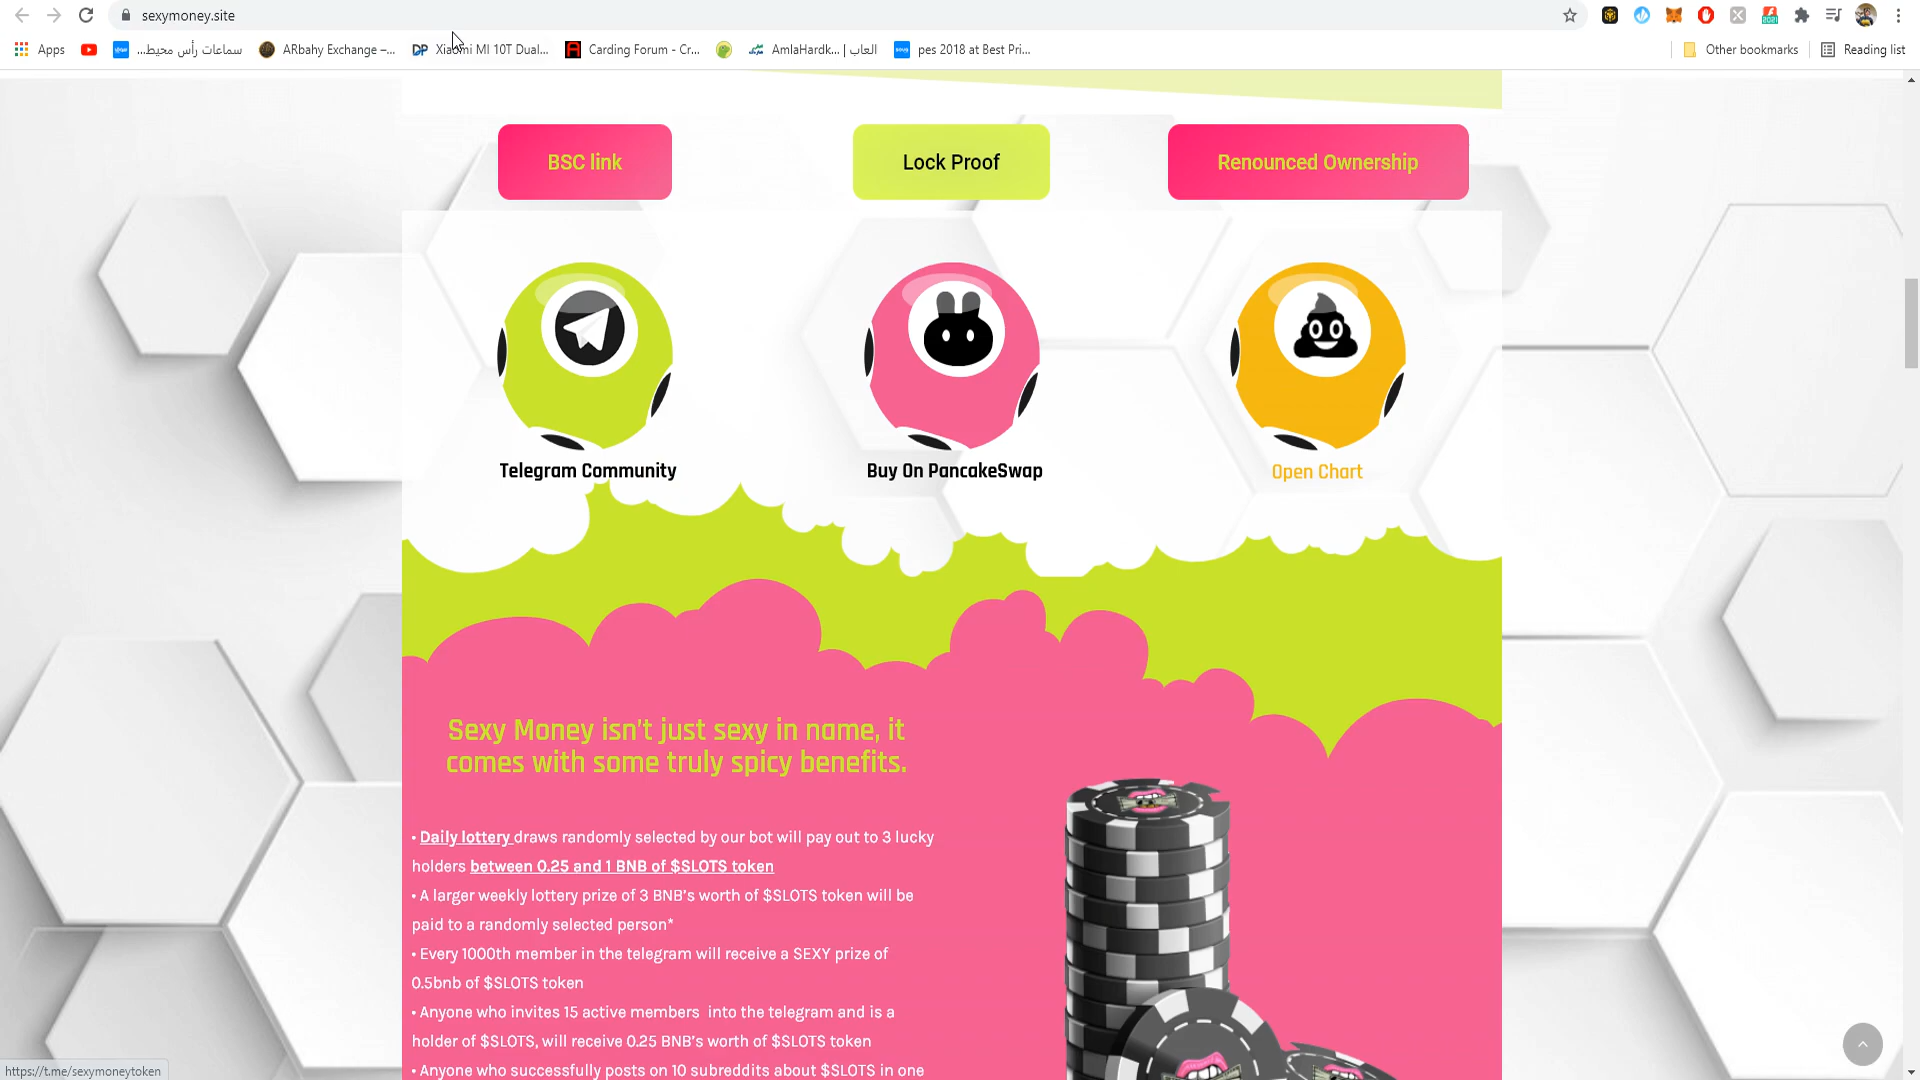 sexymoney.site
Apps
سماعات رأس محيط...
ARbahy Exchange –...
DP Xiaomi MI 10T Dual...
Carding Forum - Cr...
AmlaHardk... | العاب
pes 2018 at Best Pri...
Other bookmarks
Reading list
BSC link
Lock Proof
Renounced Ownership
Telegram Community
Buy On PancakeSwap
Open Chart
Sexy Money isn't just sexy in name, it
comes with some truly spicy benefits.
• Daily lottery draws randomly selected by our bot will pay out to 3 lucky
holders between 0.25 and 1 BNB of $SLOTS token
• A larger weekly lottery prize of 3 BNB's worth of $SLOTS token will be
paid to a randomly selected person*
• Every 1000th member in the telegram will receive a SEXY prize of
0.5bnb of $SLOTS token
• Anyone who invites 15 active members into the telegram and is a
holder of $SLOTS, will receive 0.25 BNB's worth of $SLOTS token
• Anyone who successfully posts on 10 subreddits about $SLOTS in one
https://t.me/sexymoneytoken